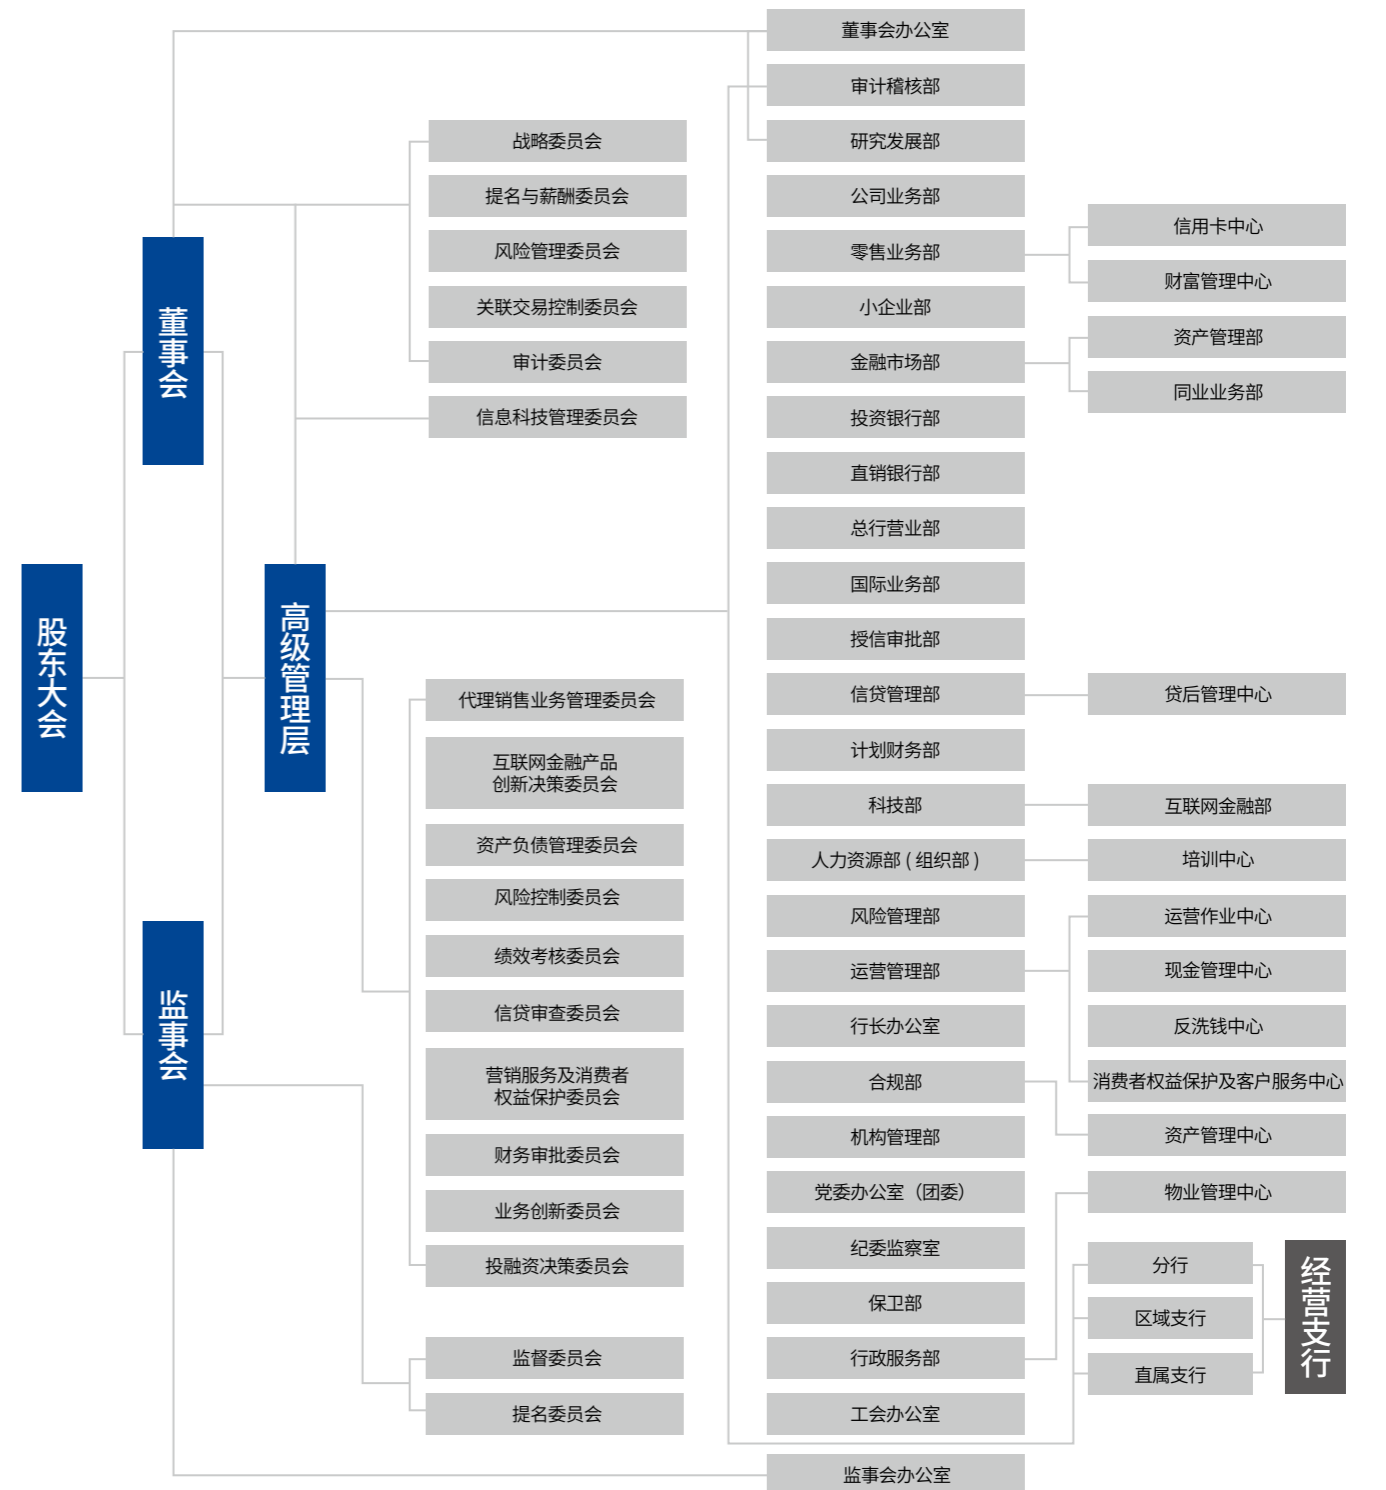 股东大会
董事会
监事会
高级管理层
战略委员会
提名与薪酬委员会
风险管理委员会
关联交易控制委员会
审计委员会
信息科技管理委员会
代理销售业务管理委员会
互联网金融产品
创新决策委员会
资产负债管理委员会
风险控制委员会
绩效考核委员会
信贷审查委员会
营销服务及消费者
权益保护委员会
财务审批委员会
业务创新委员会
投融资决策委员会
监督委员会
提名委员会
董事会办公室
审计稽核部
研究发展部
公司业务部
零售业务部
小企业部
金融市场部
投资银行部
直销银行部
总行营业部
国际业务部
授信审批部
信贷管理部
计划财务部
科技部
人力资源部 ( 组织部 )
风险管理部
运营管理部
行长办公室
合规部
机构管理部
党委办公室（团委）
纪委监察室
保卫部
行政服务部
工会办公室
监事会办公室
信用卡中心
财富管理中心
资产管理部
同业业务部
贷后管理中心
互联网金融部
培训中心
运营作业中心
现金管理中心
反洗钱中心
消费者权益保护及客户服务中心
资产管理中心
物业管理中心
分行
区域支行
直属支行
经营支行